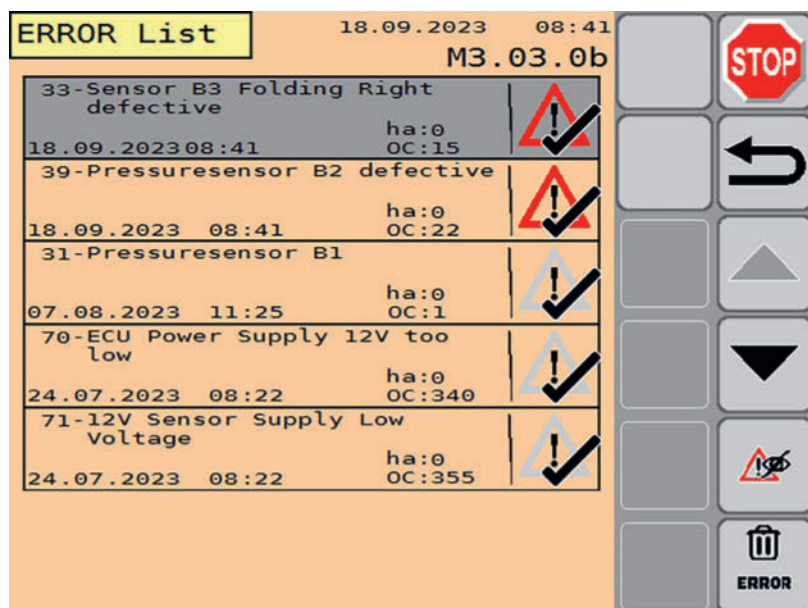 ERROR List
18.09.2023 08:41
M3.03.0b
STOP
33-Sensor B3 Folding Right
defective
ha:0
18.09.2023 08:41 OC:15
39-Pressuresensor B2 defective
ha:0
18.09.2023 08:41 OC:22
31-Pressuresensor B1
ha:0
07.08.2023 11:25 OC:1
70-ECU Power Supply 12V too
low
ha:0
24.07.2023 08:22 OC:340
71-12V Sensor Supply Low
Voltage
ha:0
24.07.2023 08:22 OC:355
ERROR